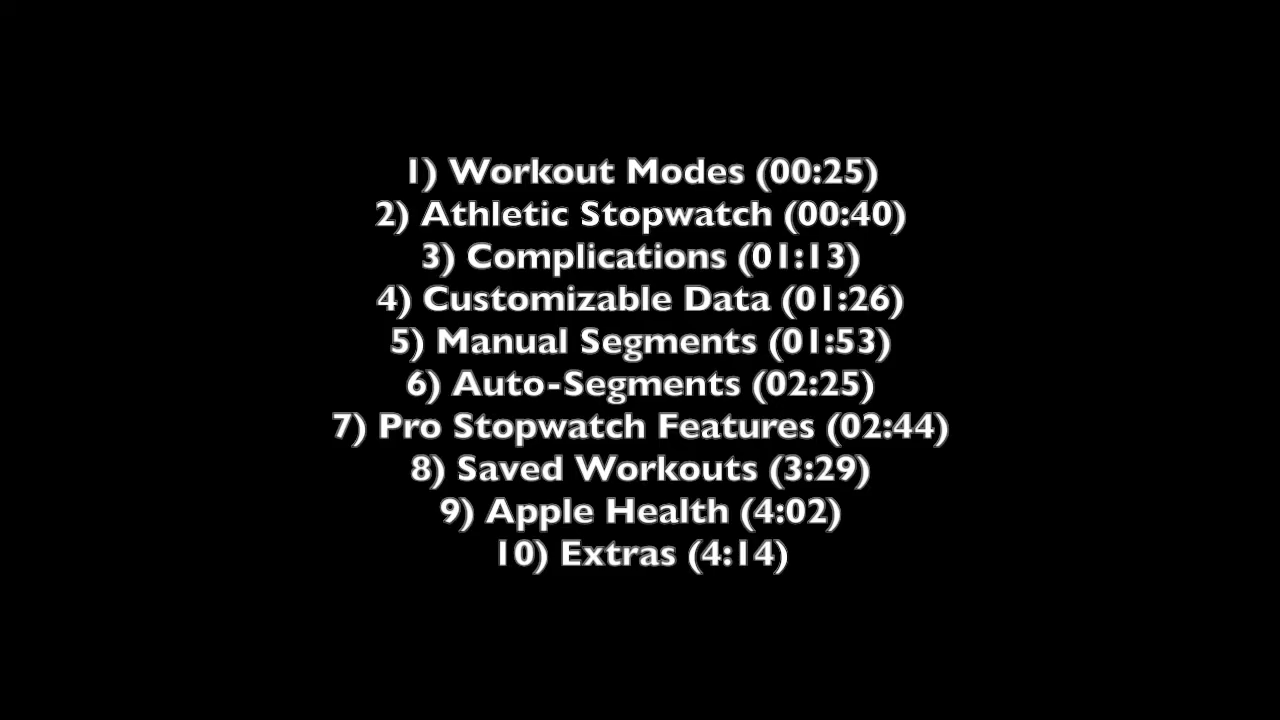 1) Workout Modes (00:25)
2) Athletic Stopwatch (00:40)
3) Complications (01:13)
4) Customizable Data (01:26)
5) Manual Segments (01:53)
6) Auto-Segments (02:25)
7) Pro Stopwatch Features (02:44)
8) Saved Workouts (3:29)
9) Apple Health (4:02)
10) Extras (4:14)